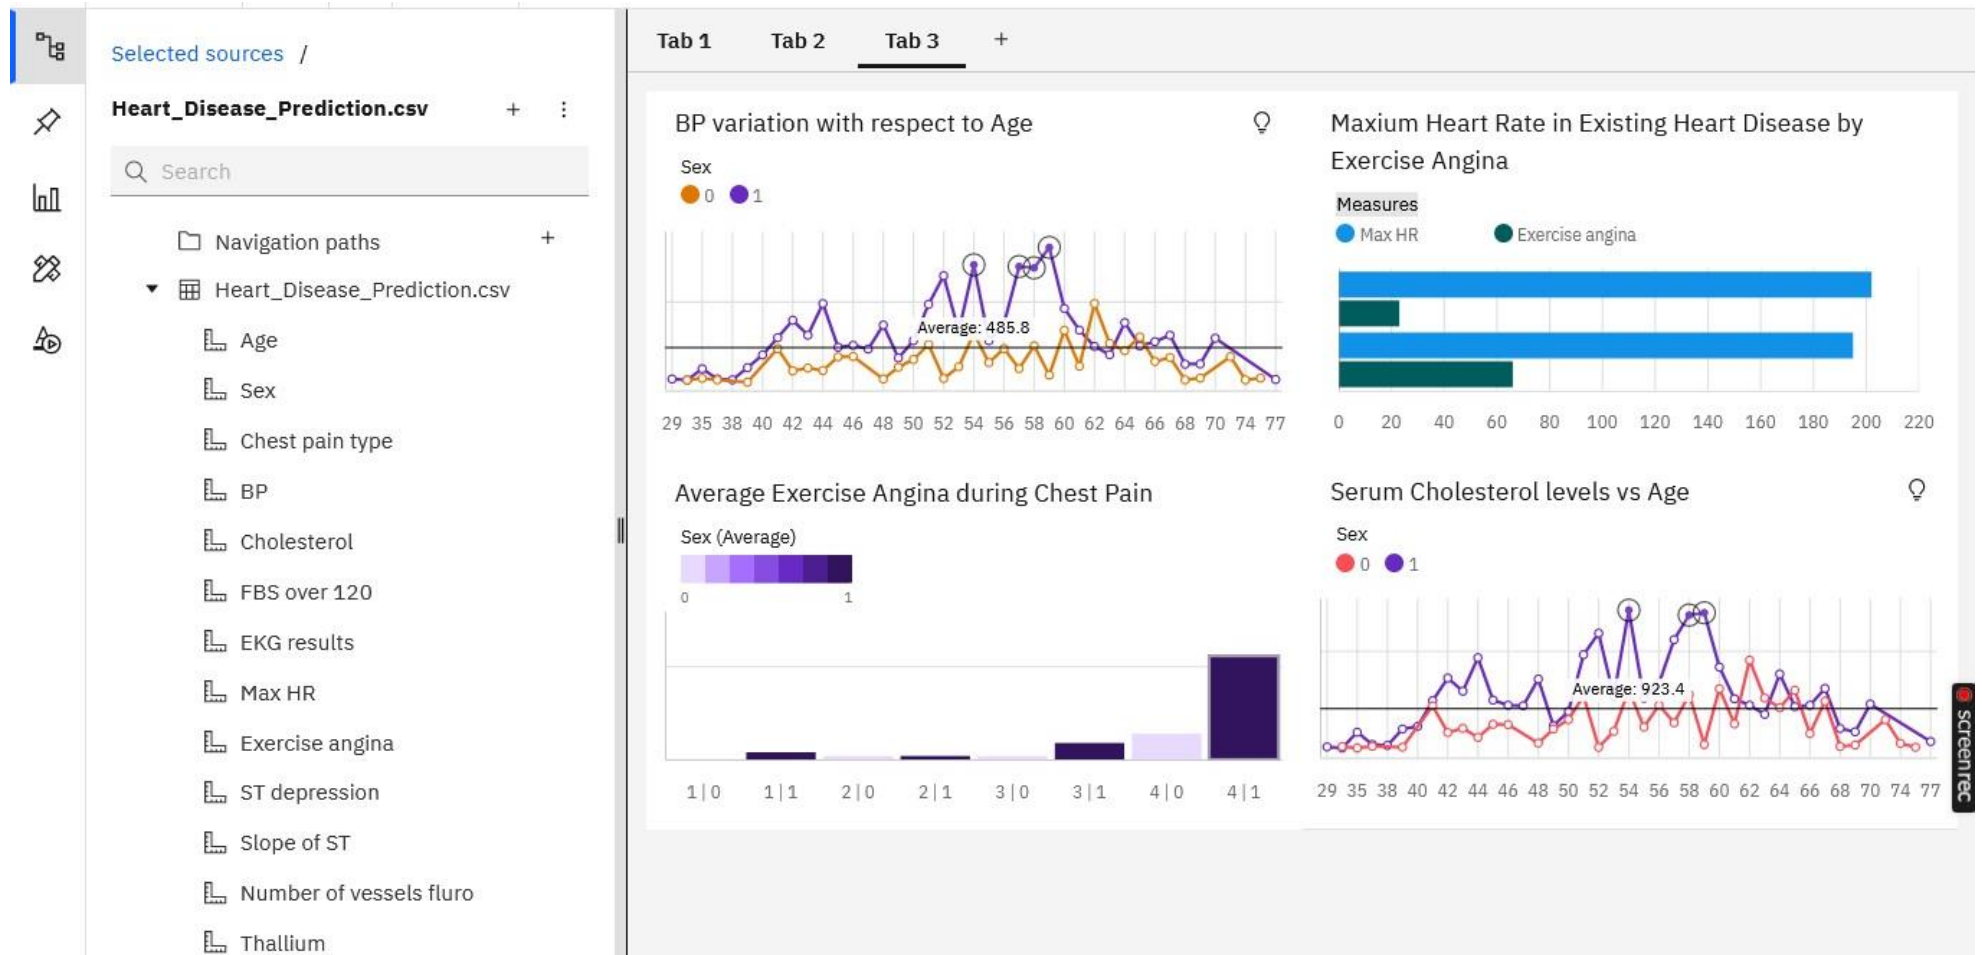 Selected sources /
Heart_Disease_Prediction.csv
Search
Navigation paths
Heart_Disease_Prediction.csv
Age
Sex
Chest pain type
BP
Cholesterol
FBS over 120
EKG results
Max HR
Exercise angina
ST depression
Slope of ST
Number of vessels fluro
Thallium
Tab 1 Tab 2 Tab 3 +
BP variation with respect to Age
Sex
0 1
Average: 485.8
29 35 38 40 42 44 46 48 50 52 54 56 58 60 62 64 66 68 70 74 77
Maxium Heart Rate in Existing Heart Disease by
Exercise Angina
Measures
Max HR Exercise angina
0 20 40 60 80 100 120 140 160 180 200 220
Average Exercise Angina during Chest Pain
Sex (Average)
0 1
1|0 1|1 2|0 2|1 3|0 3|1 4|0 4|1
Serum Cholesterol levels vs Age
Sex
0 1
Average: 923.4
29 35 38 40 42 44 46 48 50 52 54 56 58 60 62 64 66 68 70 74 77
screenrec